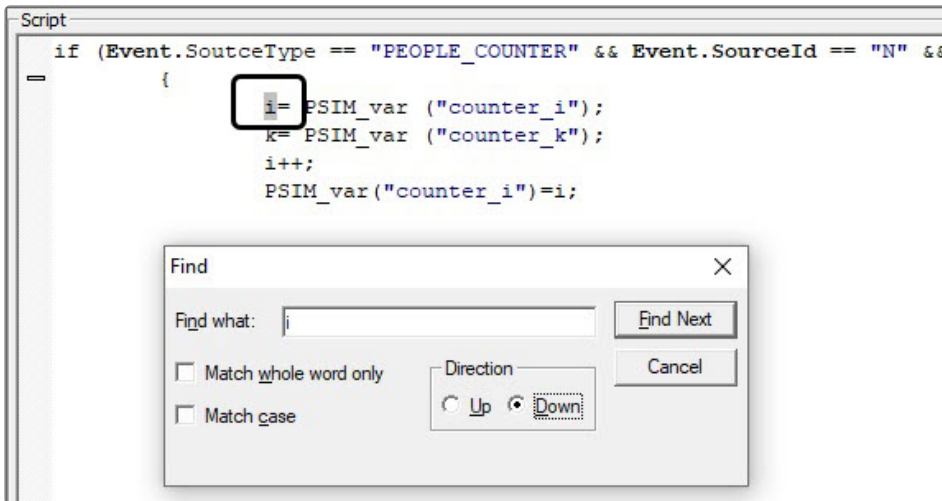 Script
if (Event.SoutceType == "PEOPLE_COUNTER" && Event.SourceId == "N" &&
{
i= PSIM_var ("counter_i");
k= PSIM_var ("counter_k");
i++;
PSIM_var("counter_i")=i;
Find
Find what: i
Find Next
Match whole word only
Direction
Cancel
Match case
Up
Down